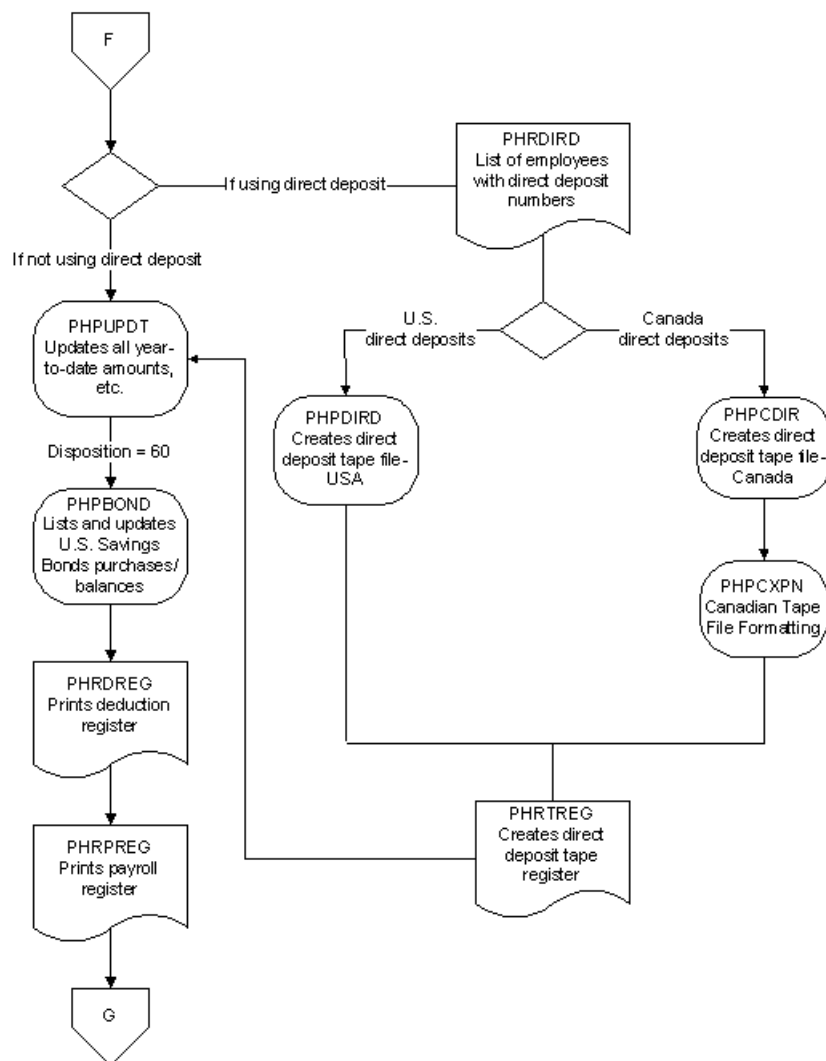 F
If using direct deposit
PHRDIRD
List of employees
with direct deposit
numbers
If not using direct deposit
U.S.
direct deposits
Canada
direct deposits
PHPUPDT
Updates all year-
to-date amounts,
etc.
PHPDIRD
Creates direct
deposit tape file-
USA
PHPCDIR
Creates direct
deposit tape file-
Canada
Disposition = 60
PHPBOND
Lists and updates
U.S. Savings
Bonds purchases/
balances
PHPCXPN
Canadian Tape
File Formatting
PHRDREG
Prints deduction
register
PHRTREG
Creates direct
deposit tape
register
PHRPREG
Prints payroll
register
G